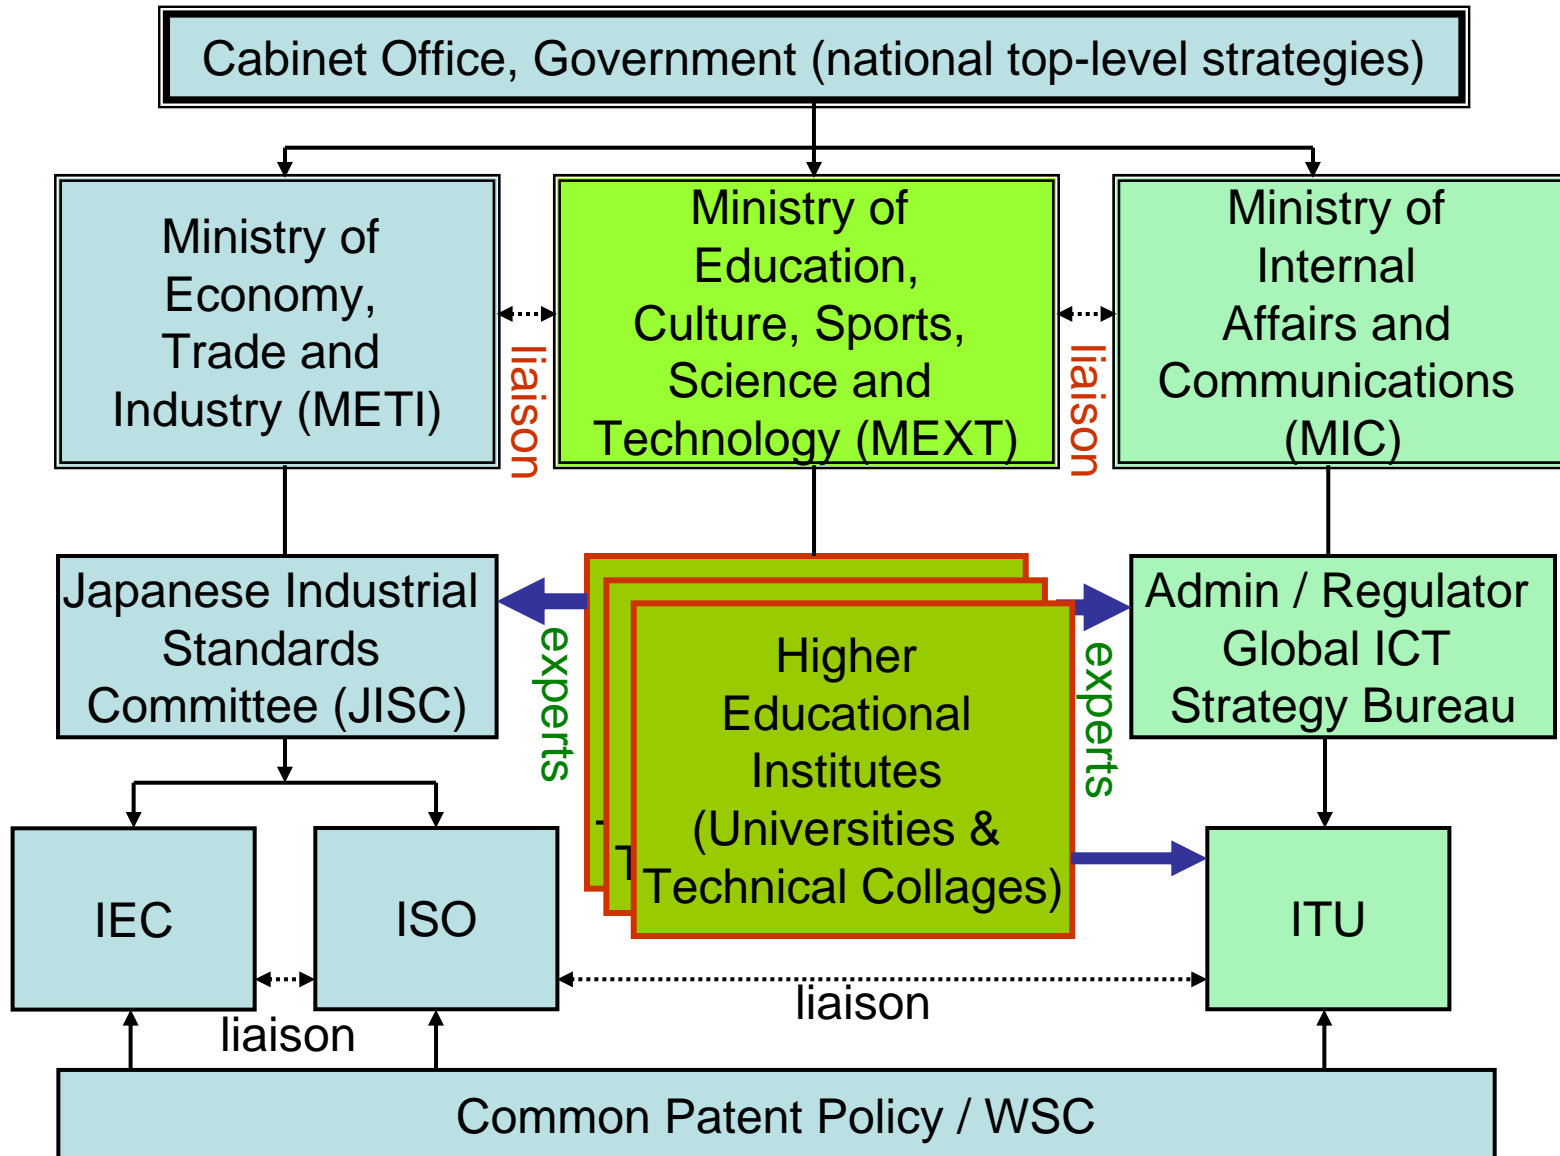 Cabinet Office, Government (national top-level strategies)
Ministry of
Economy,
Trade and
Industry (METI)
liaison
Ministry of
Education,
Culture, Sports,
Science and
Technology (MEXT)
liaison
Ministry of
Internal
Affairs and
Communications
(MIC)
Japanese Industrial
Standards
Committee (JISC)
experts
Higher
Educational
Institutes
(Universities &
Technical Collages)
experts
Admin / Regulator
Global ICT
Strategy Bureau
IEC
ISO
ITU
liaison
liaison
Common Patent Policy / WSC